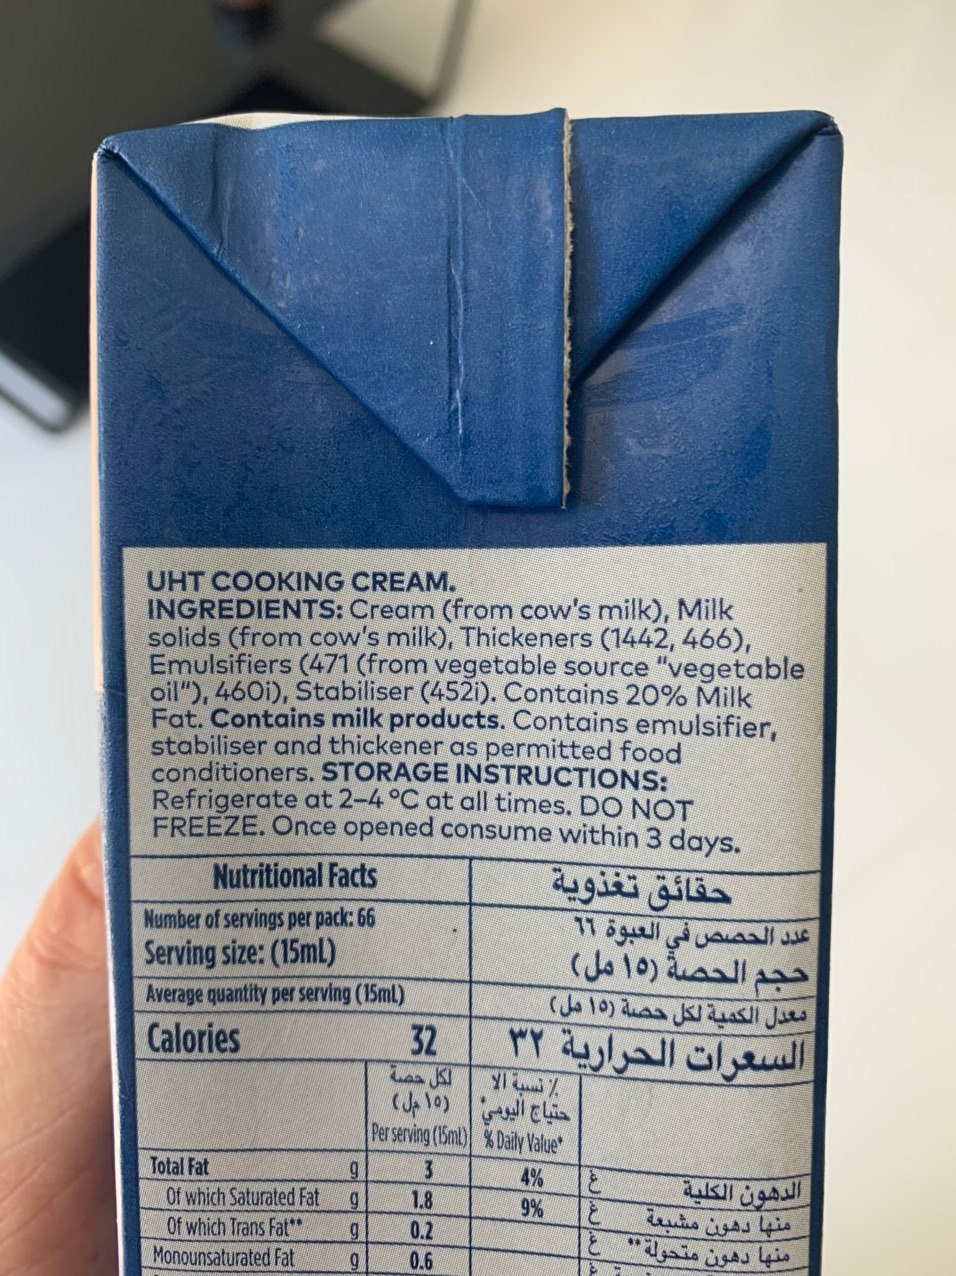 UHT COOKING CREAM.
INGREDIENTS: Cream (from cow's milk), Milk
solids (from cow's milk), Thickeners (1442, 466),
Emulsifiers (471 (from vegetable source "vegetable
oil"), 460i), Stabiliser (452i). Contains 20% Milk
Fat. Contains milk products. Contains emulsifier,
stabiliser and thickener as permitted food
conditioners. STORAGE INSTRUCTIONS:
Refrigerate at 2–4 °C at all times. DO NOT
FREEZE. Once opened consume within 3 days.
Nutritional Facts حقائق تغذوية
Number of servings per pack: 66 عدد الحصص في العبوة ٦٦
Serving size: (15mL) حجم الحصة (١٥ مل)
Average quantity per serving (15mL) معدل الكمية لكل حصة (١٥ مل)
Calories 32 السعرات الحرارية ٣٢
لكل حصة ٪ نسبة الا
(١٥ مل) حتياج اليومي*
Per serving (15mL) % Daily Value*
Total Fat g 3 4% غ الدهون الكلية
Of which Saturated Fat g 1.8 9% غ منها دهون مشبعة
Of which Trans Fat** g 0.2 غ منها دهون متحولة**
Monounsaturated Fat g 0.6